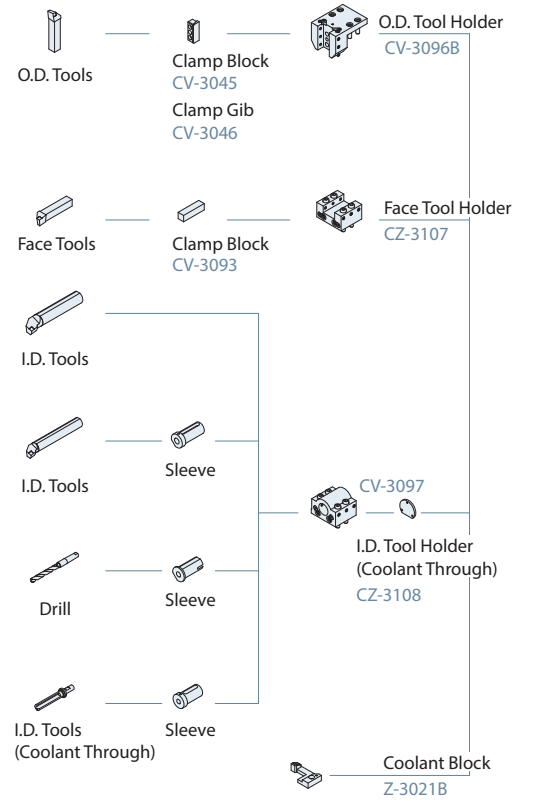 O.D. Tool Holder
CV-3096B
O.D. Tools
Clamp Block
CV-3045
Clamp Gib
CV-3046
Face Tool Holder
CZ-3107
Face Tools
Clamp Block
CV-3093
I.D. Tools
I.D. Tools
Sleeve
CV-3097
I.D. Tool Holder
(Coolant Through)
CZ-3108
Drill
Sleeve
I.D. Tools
(Coolant Through)
Sleeve
Coolant Block
Z-3021B